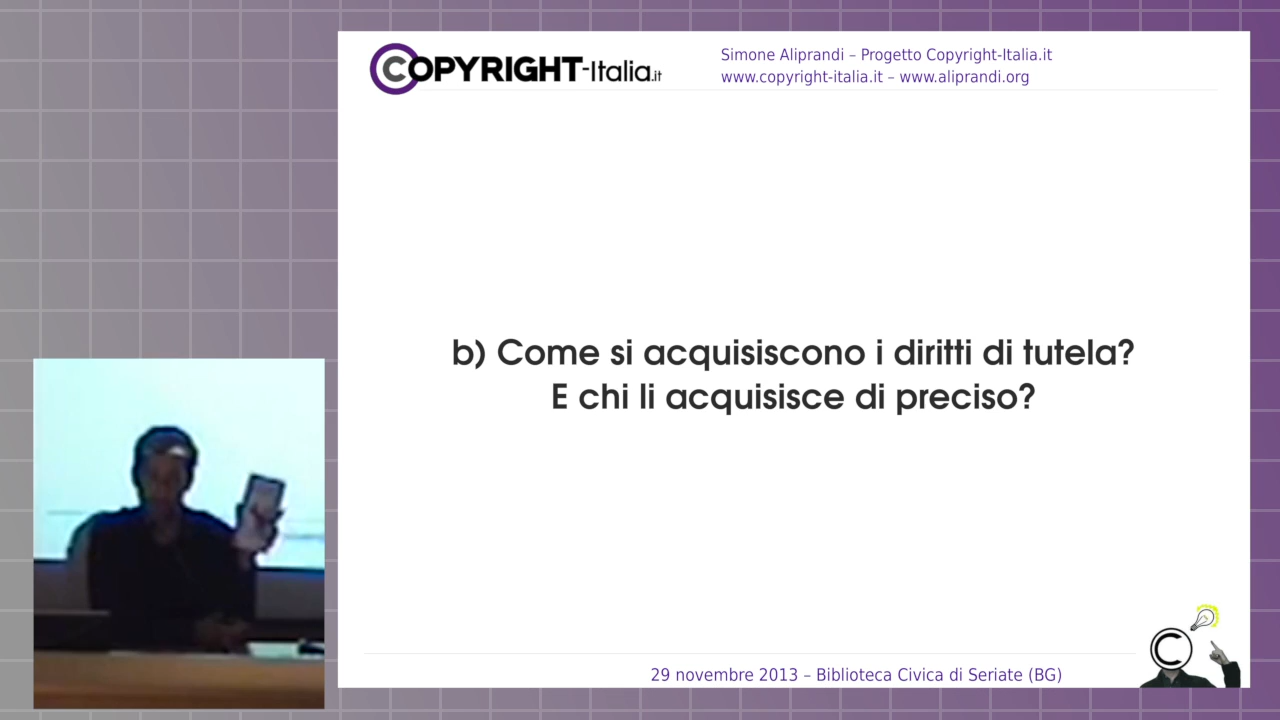 COPYRIGHT-Italia.it
Simone Aliprandi – Progetto Copyright-Italia.it
www.copyright-italia.it – www.aliprandi.org
b) Come si acquisiscono i diritti di tutela?
E chi li acquisisce di preciso?
C
29 novembre 2013 – Biblioteca Civica di Seriate (BG)